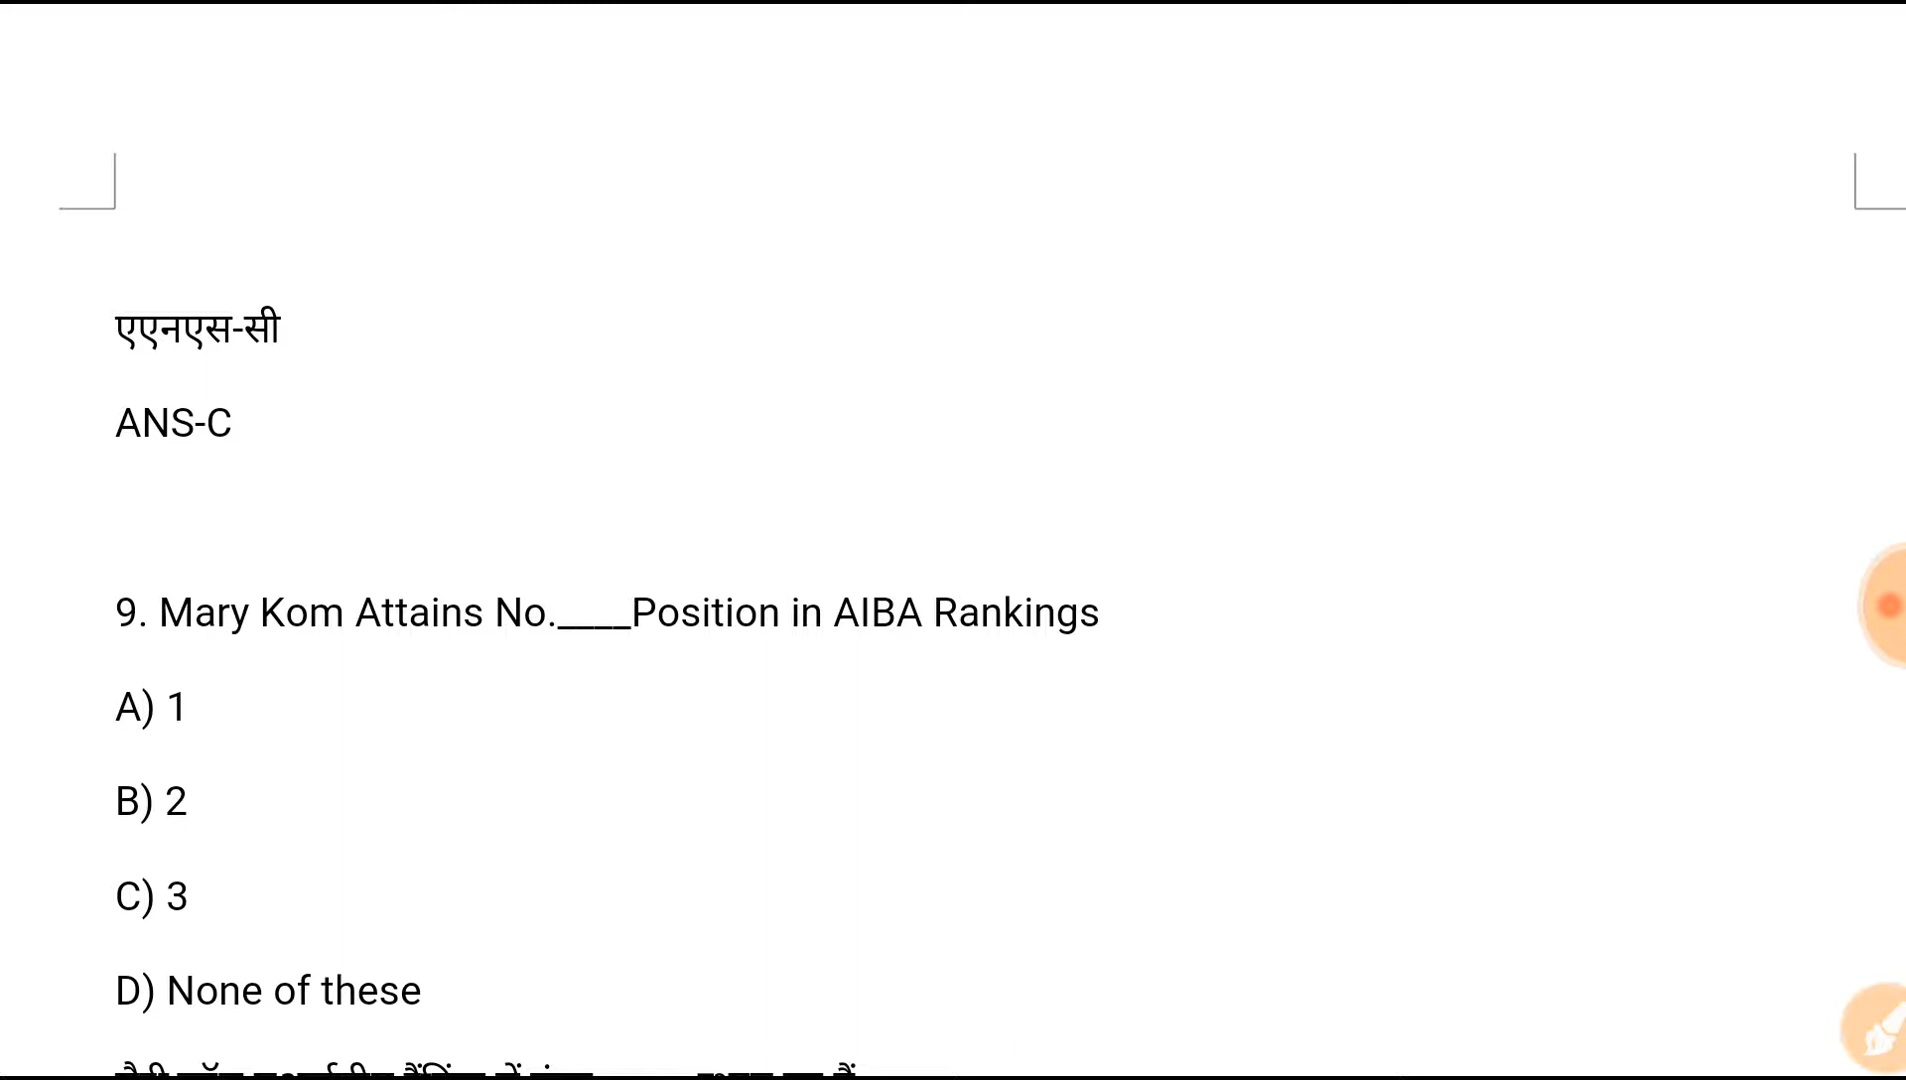 एएनएस-सी
ANS-C
9. Mary Kom Attains No.____Position in AIBA Rankings
A) 1
B) 2
C) 3
D) None of these